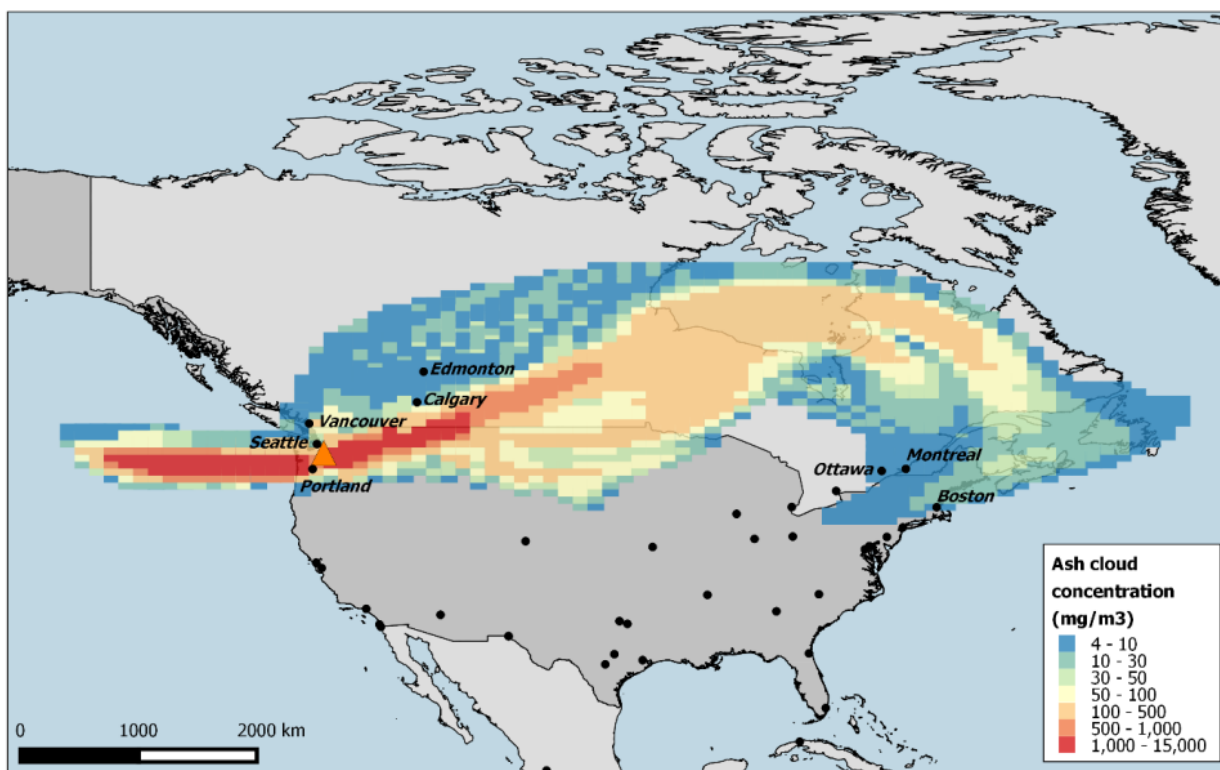 Edmonton
Calgary
Vancouver
Seattle
Portland
Ottawa
Montreal
Boston
Ash cloud
concentration
(mg/m3)
4 - 10
10 - 30
30 - 50
50 - 100
100 - 500
500 - 1,000
1,000 - 15,000
0 1000 2000 km